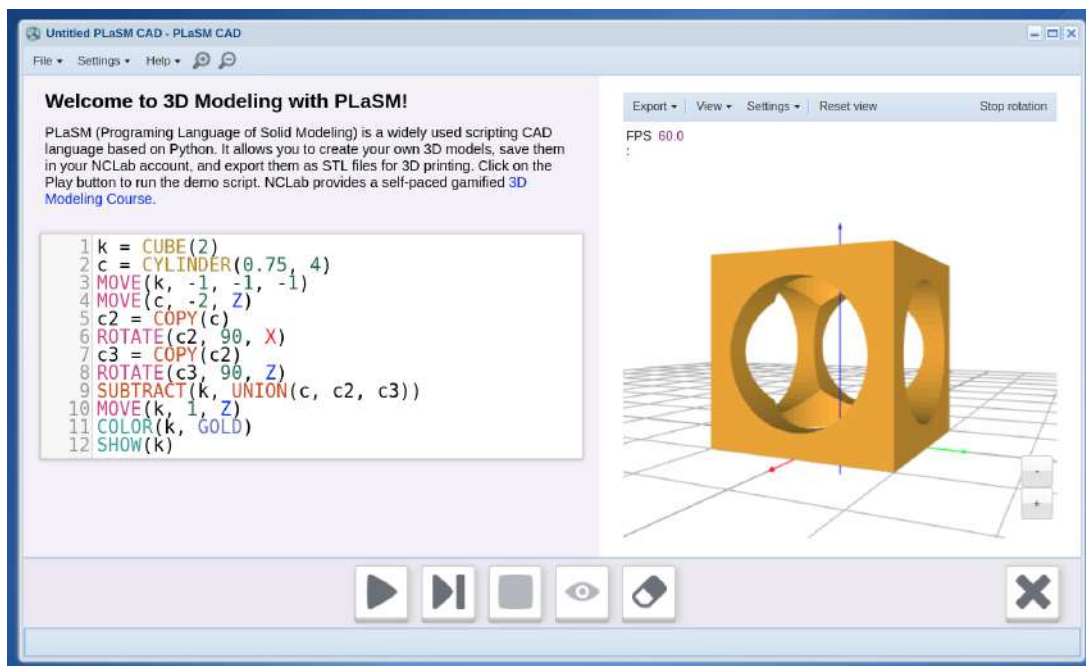 Untitled PLaSM CAD - PLaSM CAD
File Settings Help
Welcome to 3D Modeling with PLaSM!
PLaSM (Programing Language of Solid Modeling) is a widely used scripting CAD
language based on Python. It allows you to create your own 3D models, save them
in your NCLab account, and export them as STL files for 3D printing. Click on the
Play button to run the demo script. NCLab provides a self-paced gamified 3D
Modeling Course.
1 k = CUBE(2)
2 c = CYLINDER(0.75, 4)
3 MOVE(k, -1, -1, -1)
4 MOVE(c, -2, Z)
5 c2 = COPY(c)
6 ROTATE(c2, 90, X)
7 c3 = COPY(c2)
8 ROTATE(c3, 90, Z)
9 SUBTRACT(k, UNION(c, c2, c3))
10 MOVE(k, 1, Z)
11 COLOR(k, GOLD)
12 SHOW(k)
Export View Settings Reset view Stop rotation
FPS 60.0
:
-
+